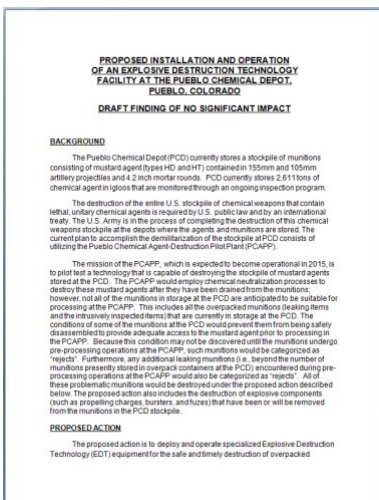 PROPOSED INSTALLATION AND OPERATION
OF AN EXPLOSIVE DESTRUCTION TECHNOLOGY
FACILITY AT THE PUEBLO CHEMICAL DEPOT,
PUEBLO, COLORADO
DRAFT FINDING OF NO SIGNIFICANT IMPACT
BACKGROUND
The Pueblo Chemical Depot (PCD) currently stores a stockpile of munitions
consisting of mustard agent (types HD and HT) contained in 155mm and 105mm
artillery projectiles and 4.2 inch mortar rounds. PCD currently stores 2,611 tons of
chemical agent in igloos that are monitored through an ongoing inspection program.
The destruction of the entire U.S. stockpile of chemical weapons that contain
lethal, unitary chemical agents is required by U.S. public law and by an international
treaty. The U.S. Army is in the process of completing the destruction of this chemical
weapons stockpile at the depots where the agents and munitions are stored. The
current plan to accomplish the demilitarization of the stockpile at PCD consists of
utilizing the Pueblo Chemical Agent-Destruction Pilot Plant (PCAPP).
The mission of the PCAPP, which is expected to become operational in 2015, is
to pilot test a technology that is capable of destroying the stockpile of mustard agents
stored at the PCD. The PCAPP would employ chemical neutralization processes to
destroy these mustard agents after they have been drained from the munitions;
however, not all of the munitions in storage at the PCD are anticipated to be suitable for
processing at the PCAPP. This includes all the overpacked munitions (leaking items
and the intrusively inspected items) that are currently in storage at the PCD. The
conditions of some of the munitions at the PCD would prevent them from being safely
disassembled to provide adequate access to the mustard agent prior to processing in
the PCAPP. Because this condition may not be discovered until the munitions undergo
pre-processing operations at the PCAPP, such munitions would be categorized as
"rejects". Furthermore, any additional leaking munitions (i.e., beyond the number of
munitions presently stored in overpack containers at the PCD) encountered during pre-
processing operations at the PCAPP would also be categorized as "rejects". All of
these problematic munitions would be destroyed under the proposed action described
below. The proposed action also includes the destruction of explosive components
(such as propelling charges, bursters, and fuzes) that have been or will be removed
from the munitions in the PCD stockpile.
PROPOSED ACTION
The proposed action is to deploy and operate specialized Explosive Destruction
Technology (EDT) equipment for the safe and timely destruction of overpacked